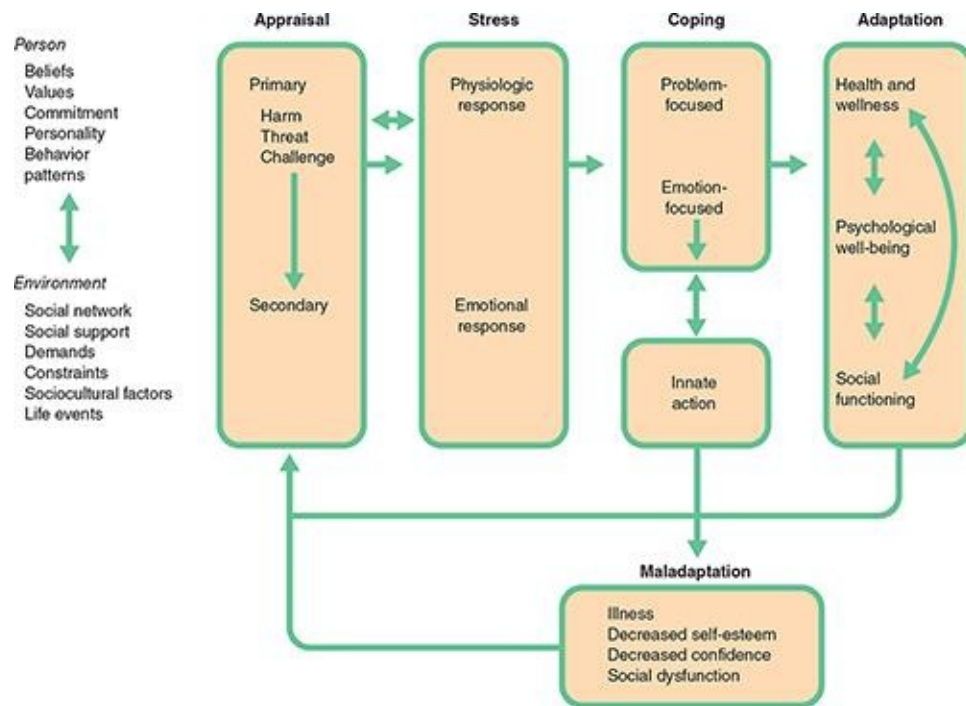 Appraisal
Stress
Coping
Adaptation
Person
Beliefs
Values
Commitment
Personality
Behavior
patterns
Environment
Social network
Social support
Demands
Constraints
Sociocultural factors
Life events
Primary
Harm
Threat
Challenge
Secondary
Physiologic
response
Emotional
response
Problem-
focused
Emotion-
focused
Innate
action
Health and
wellness
Psychological
well-being
Social
functioning
Maladaptation
Illness
Decreased self-esteem
Decreased confidence
Social dysfunction